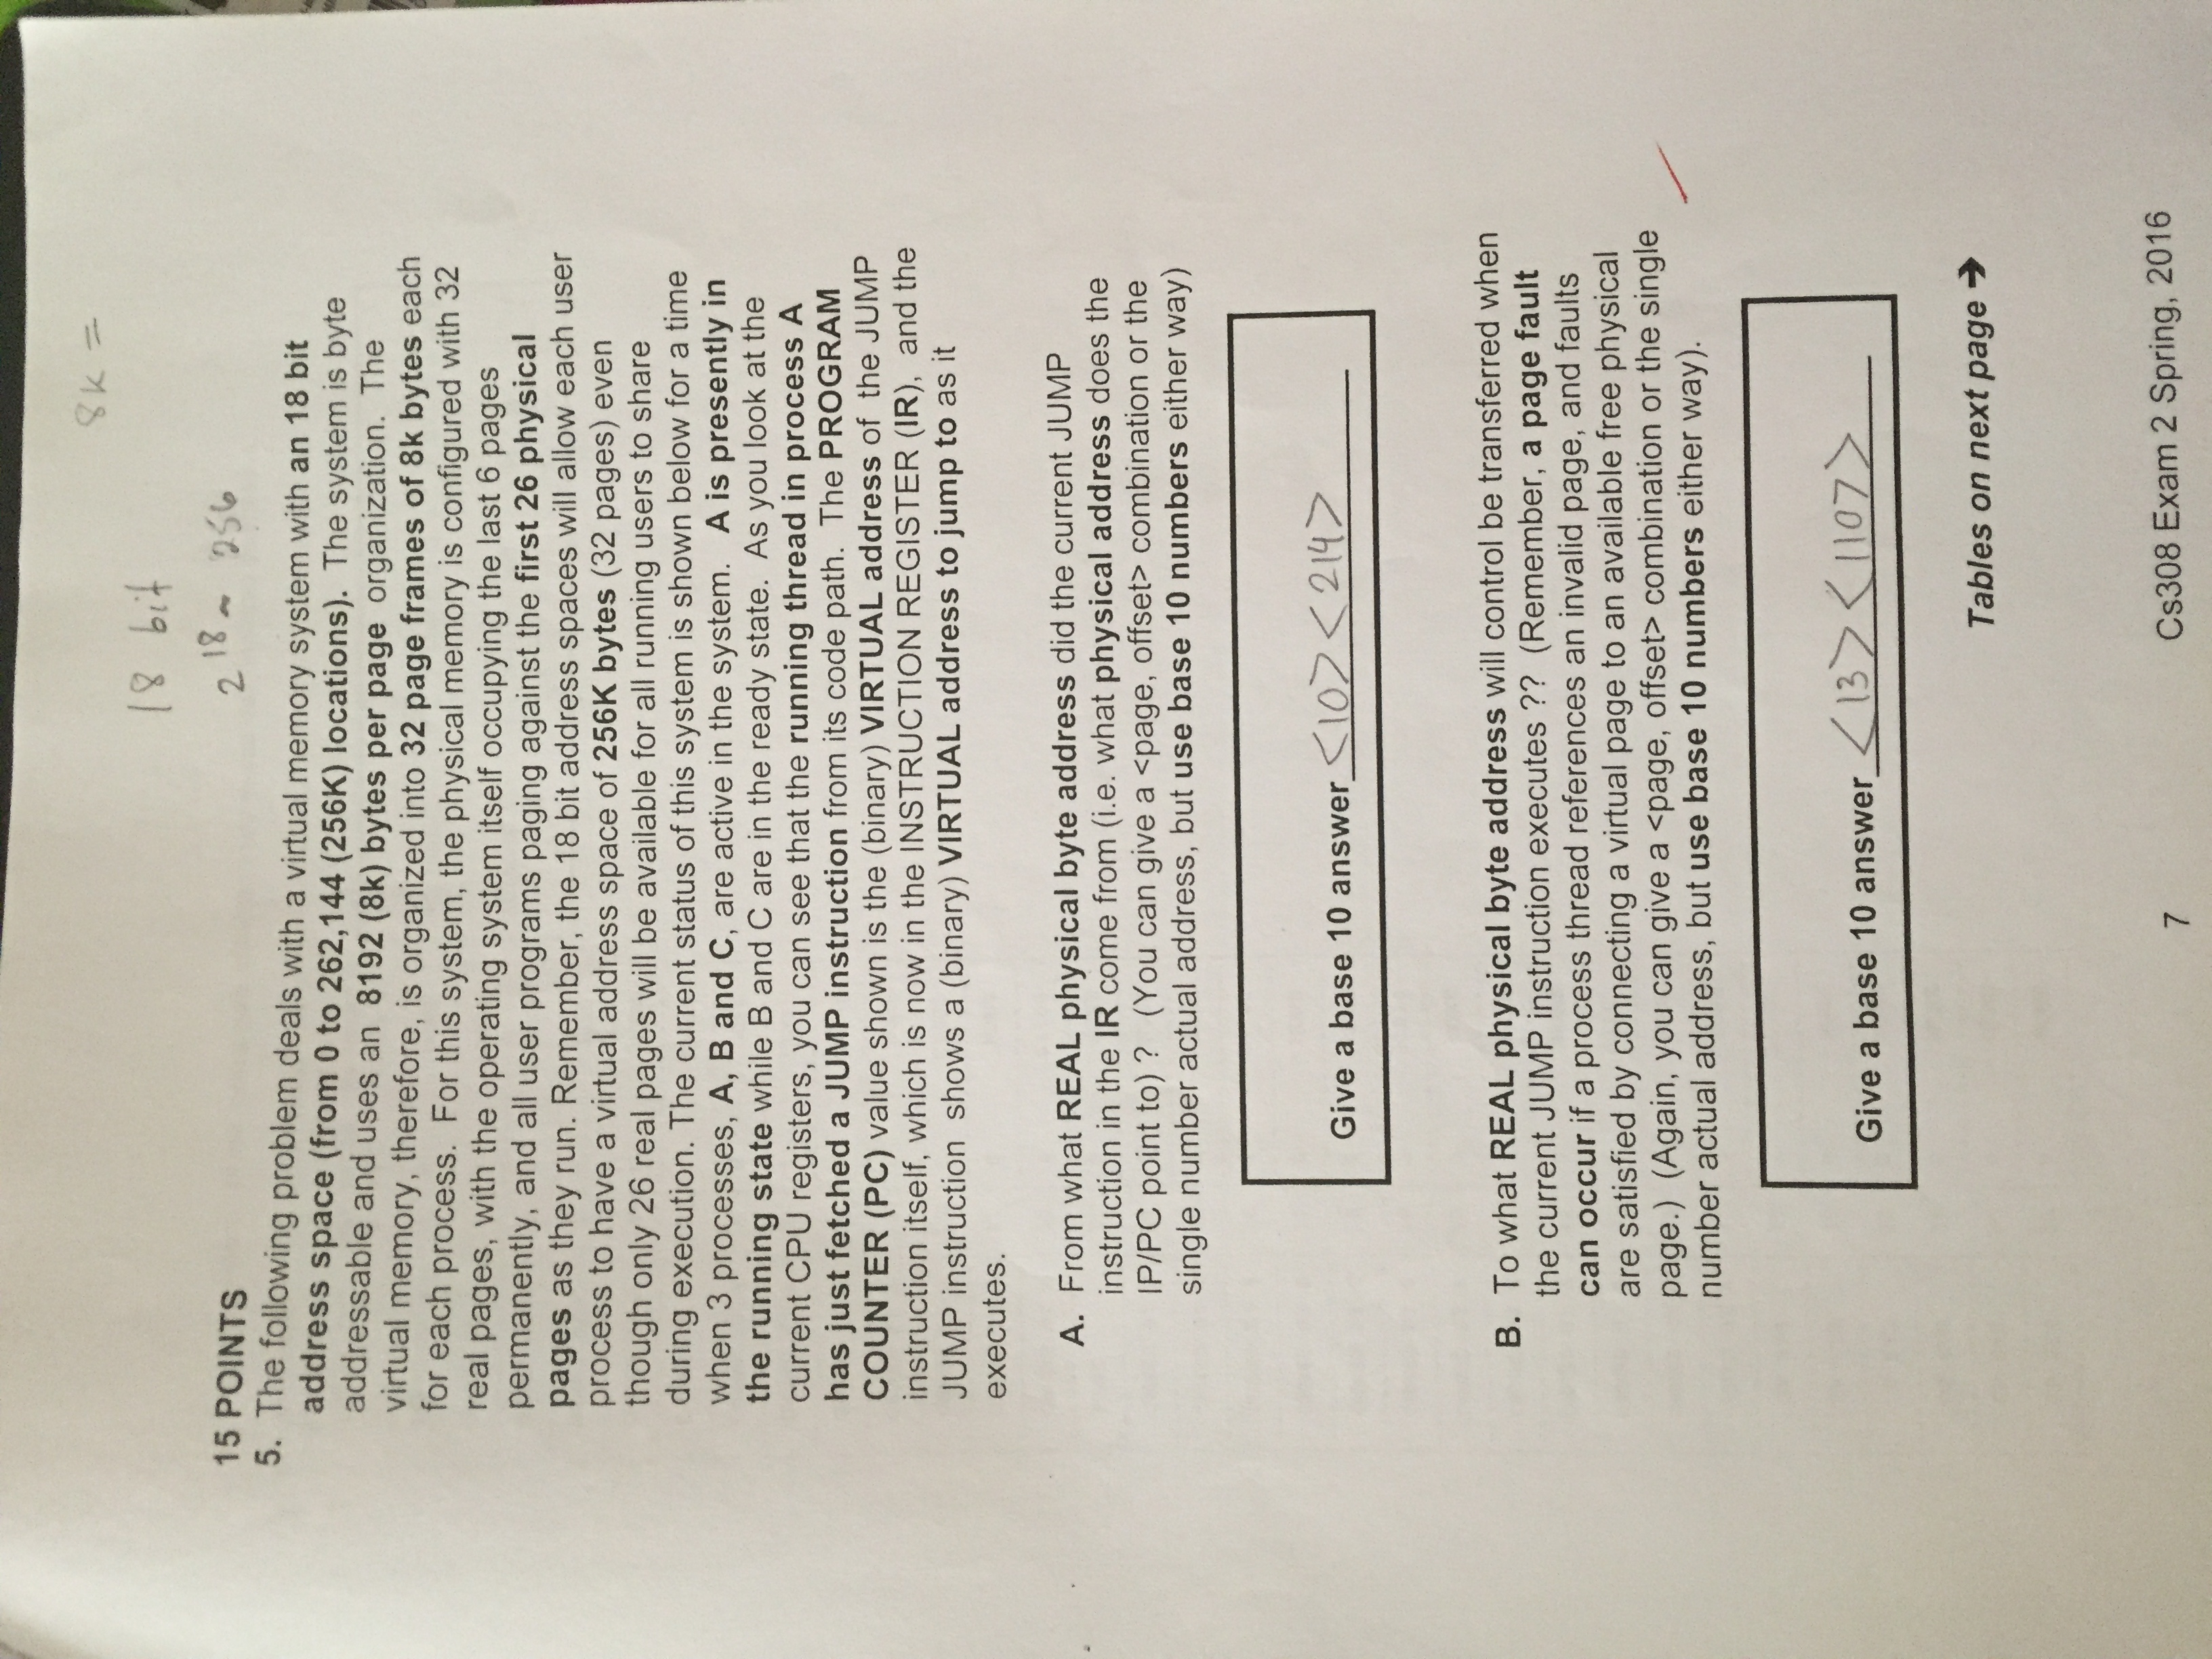 8k =
18 bit
2^18 ~ 256
15 POINTS
5. The following problem deals with a virtual memory system with an 18 bit
address space (from 0 to 262,144 (256K) locations). The system is byte
addressable and uses an 8192 (8k) bytes per page organization. The
virtual memory, therefore, is organized into 32 page frames of 8k bytes each
for each process. For this system, the physical memory is configured with 32
real pages, with the operating system itself occupying the last 6 pages
permanently, and all user programs paging against the first 26 physical
pages as they run. Remember, the 18 bit address spaces will allow each user
process to have a virtual address space of 256K bytes (32 pages) even
though only 26 real pages will be available for all running users to share
during execution. The current status of this system is shown below for a time
when 3 processes, A, B and C, are active in the system. A is presently in
the running state while B and C are in the ready state. As you look at the
current CPU registers, you can see that the running thread in process A
has just fetched a JUMP instruction from its code path. The PROGRAM
COUNTER (PC) value shown is the (binary) VIRTUAL address of the JUMP
instruction itself, which is now in the INSTRUCTION REGISTER (IR), and the
JUMP instruction shows a (binary) VIRTUAL address to jump to as it
executes.
A. From what REAL physical byte address did the current JUMP
instruction in the IR come from (i.e. what physical address does the
IP/PC point to) ? (You can give a <page, offset> combination or the
single number actual address, but use base 10 numbers either way)
Give a base 10 answer <10> <214>
B. To what REAL physical byte address will control be transferred when
the current JUMP instruction executes ?? (Remember, a page fault
can occur if a process thread references an invalid page, and faults
are satisfied by connecting a virtual page to an available free physical
page.) (Again, you can give a <page, offset> combination or the single
number actual address, but use base 10 numbers either way).
Give a base 10 answer <13> <1107>
Tables on next page →
7 Cs308 Exam 2 Spring, 2016